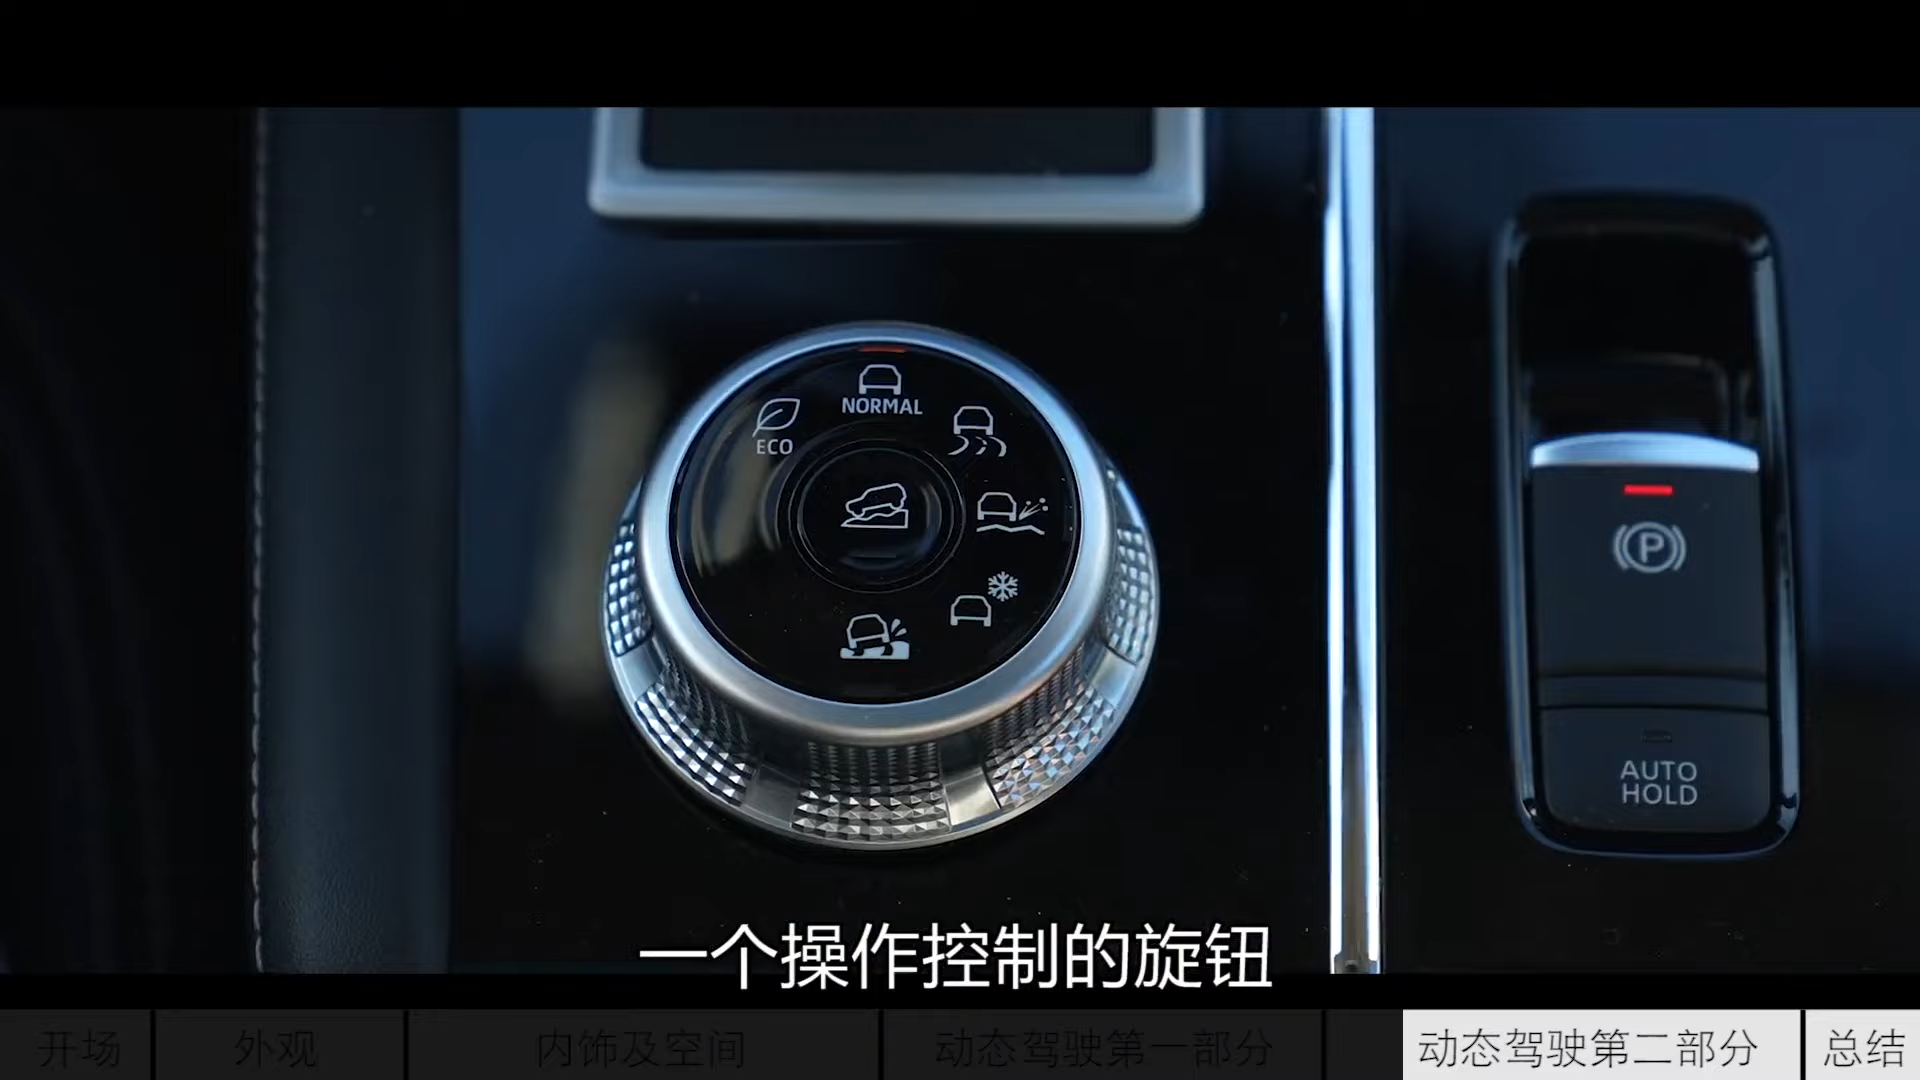 NORMAL
ECO
P
AUTO
HOLD
一个操作控制的旋钮
开场
外观
内饰及空间
动态驾驶第一部分
动态驾驶第二部分
总结